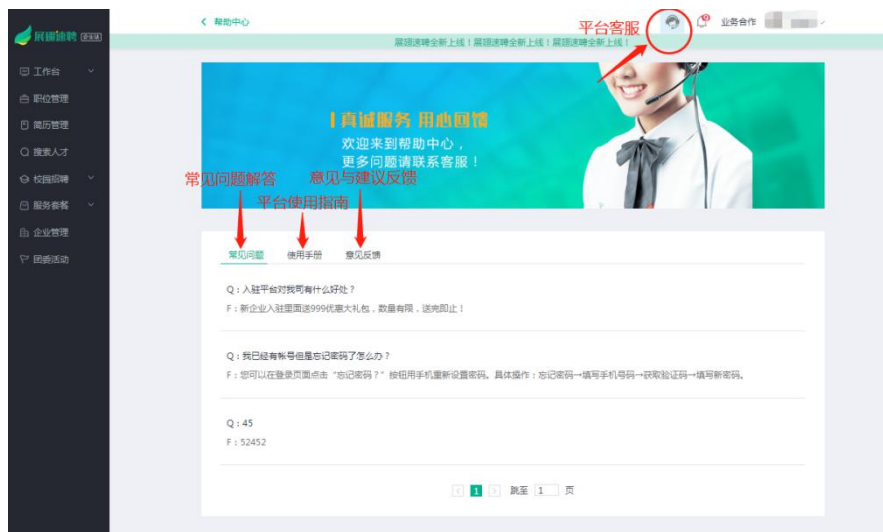 展翅速聘 企业版
帮助中心
平台客服
业务合作
展翅速聘全新上线！展翅速聘全新上线！展翅速聘全新上线！
工作台
职位管理
简历管理
搜索人才
校园招聘
服务套餐
企业管理
团委活动
真诚服务 用心回馈
欢迎来到帮助中心，
更多问题请联系客服！
常见问题解答
意见与建议反馈
平台使用指南
常见问题 使用手册 意见反馈
Q：入驻平台对我司有什么好处？
F：新企业入驻里面送999优惠大礼包，数量有限，送完即止！
Q：我已经有帐号但是忘记密码了怎么办？
F：您可以在登录页面点击“忘记密码？”按钮用手机重新设置密码。具体操作：忘记密码→填写手机号码→获取验证码→填写新密码。
Q：45
F：52452
1 跳至 1 页